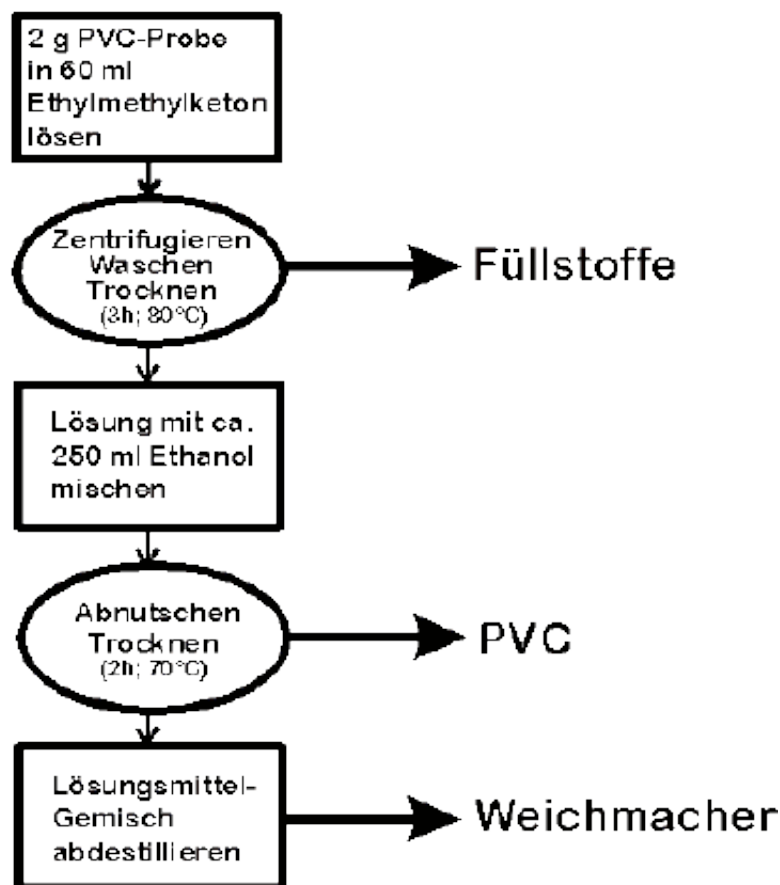 2 g PVC-Probe
in 60 ml
Ethylmethylketon
lösen
Zentrifugieren
Waschen
Trocknen
(3h; 80°C)
Füllstoffe
Lösung mit ca.
250 ml Ethanol
mischen
Abnutschen
Trocknen
(2h; 70°C)
PVC
Lösungsmittel-
Gemisch
abdestillieren
Weichmacher